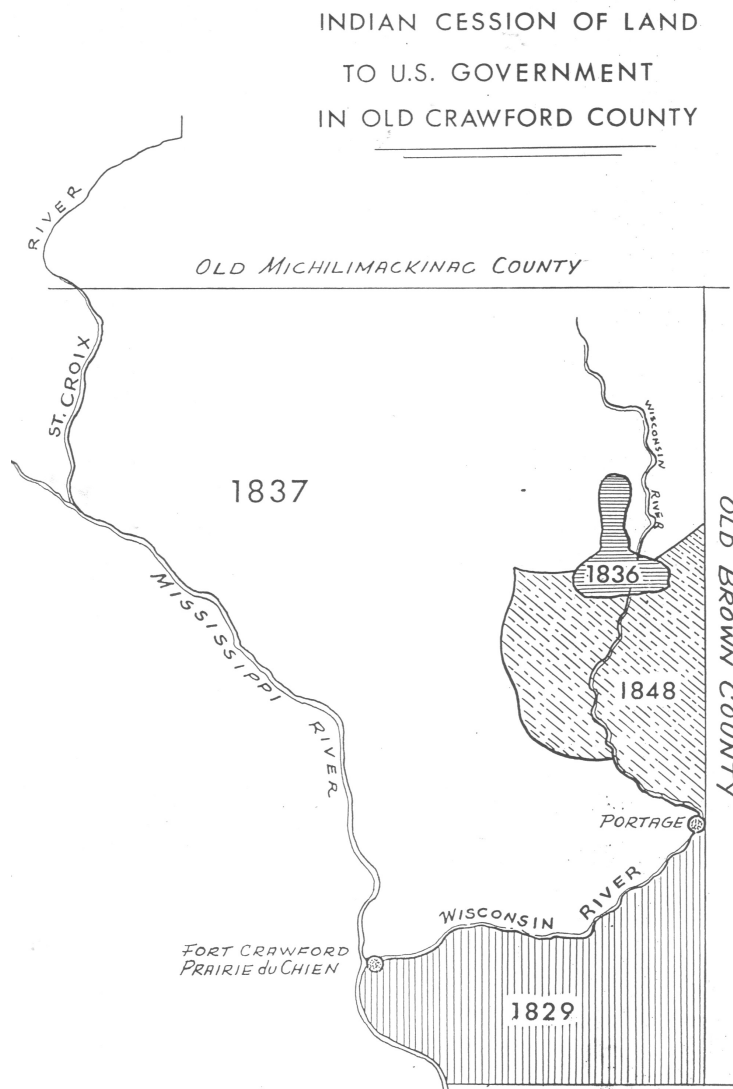 INDIAN CESSION OF LAND
TO U.S. GOVERNMENT
IN OLD CRAWFORD COUNTY
RIVER
OLD MICHILIMACKINAC COUNTY
ST. CROIX
WISCONSIN
RIVER
1837
OLD BROWN COUNTY
1836
MISSISSIPPI
RIVER
1848
PORTAGE
WISCONSIN RIVER
FORT CRAWFORD
PRAIRIE du CHIEN
1829